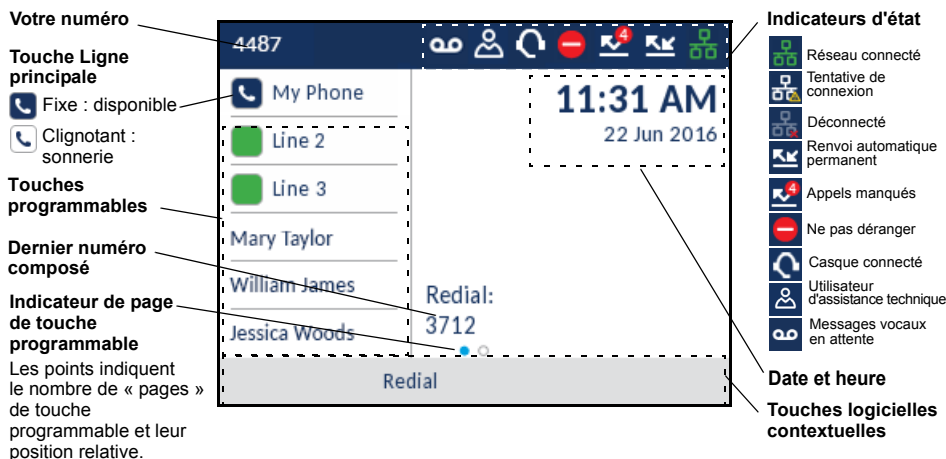 Votre numéro
Touche Ligne
principale
Fixe : disponible
Clignotant :
sonnerie
Touches
programmables
Dernier numéro
composé
Indicateur de page
de touche
programmable
Les points indiquent
le nombre de « pages »
de touche
programmable et leur
position relative.
4487
4
My Phone
Line 2
Line 3
Mary Taylor
William James
Jessica Woods
11:31 AM
22 Jun 2016
Redial:
3712
Redial
Indicateurs d'état
Réseau connecté
Tentative de
connexion
Déconnecté
Renvoi automatique
permanent
4
Appels manqués
Ne pas déranger
Casque connecté
Utilisateur
d'assistance technique
Messages vocaux
en attente
Date et heure
Touches logicielles
contextuelles